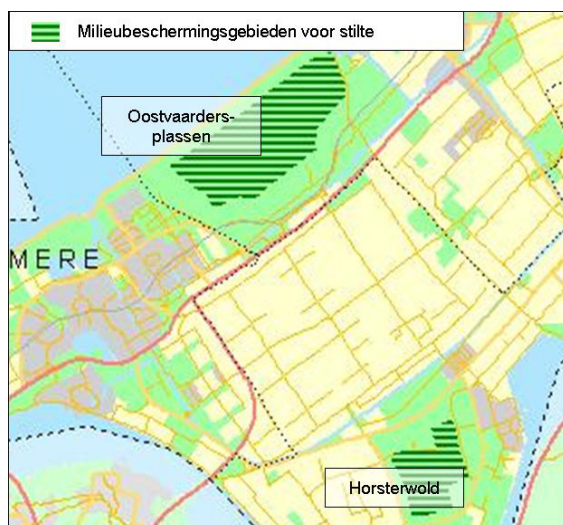 Milieubeschermingsgebieden voor stilte
Oostvaarders-
plassen
MERE
Horsterwold